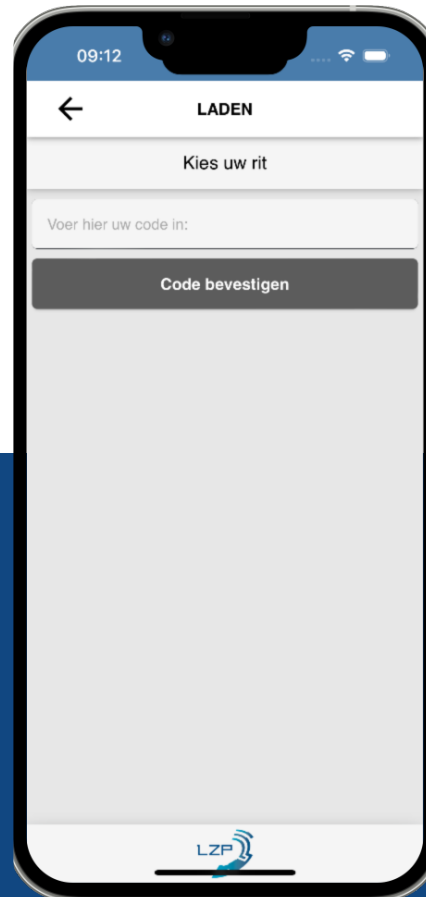 09:12
LADEN
Kies uw rit
Voer hier uw code in:
Code bevestigen
LZP